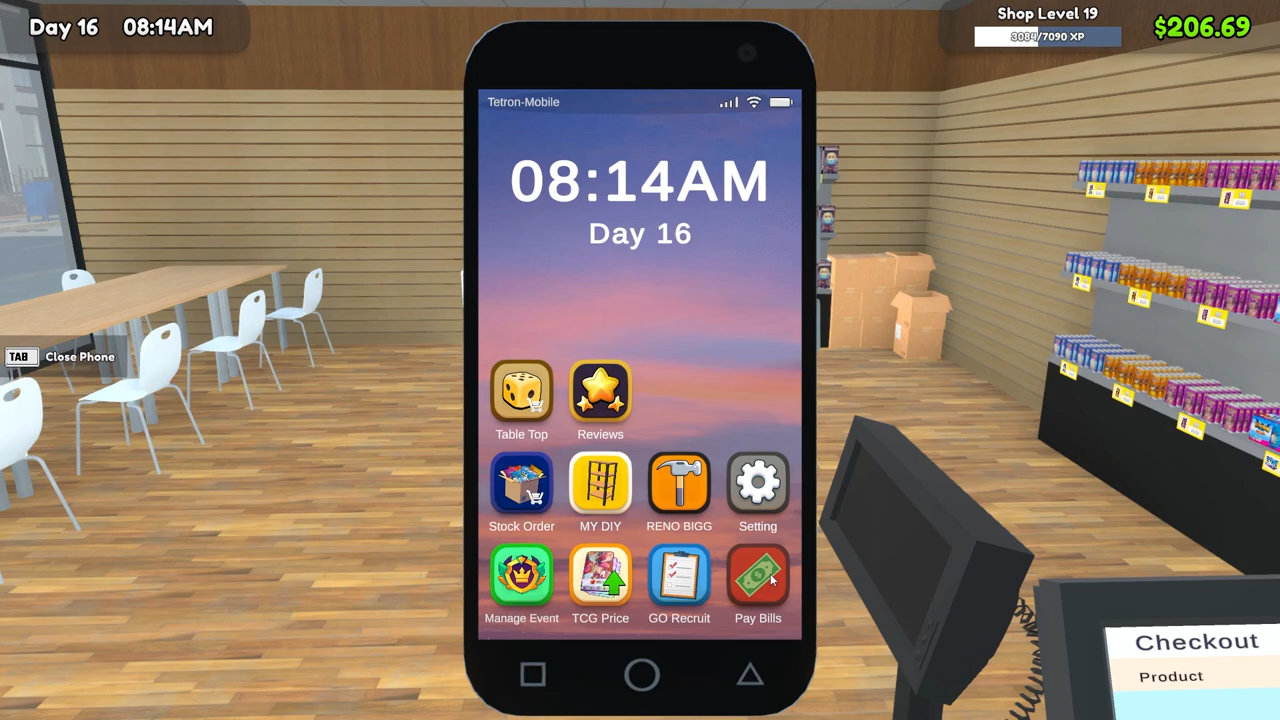 Day 16 08:14AM
Shop Level 19
3084/7090 XP
$206.69
Tetron-Mobile
08:14AM
Day 16
TAB Close Phone
Table Top
Reviews
Stock Order
MY DIY
RENO BIGG
Setting
Manage Event
TCG Price
GO Recruit
Pay Bills
Checkout
Product